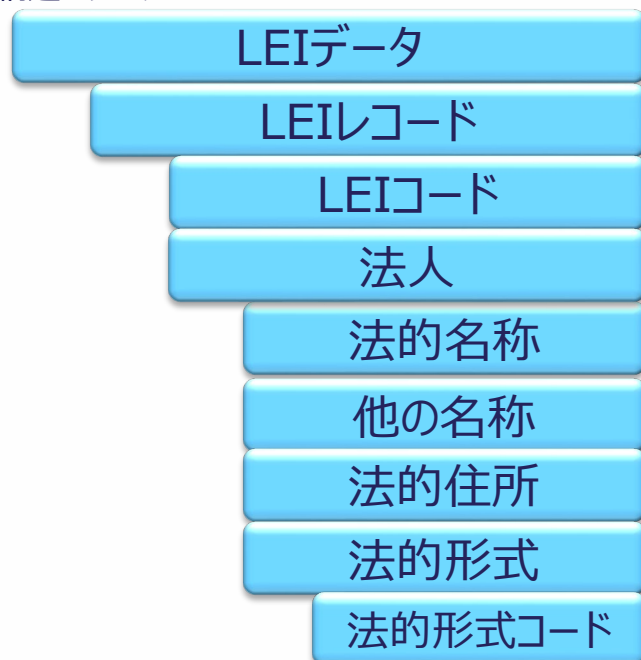 LEIデータ
LEIレコード
LEIコード
法人
法的名称
他の名称
法的住所
法的形式
法的形式コード